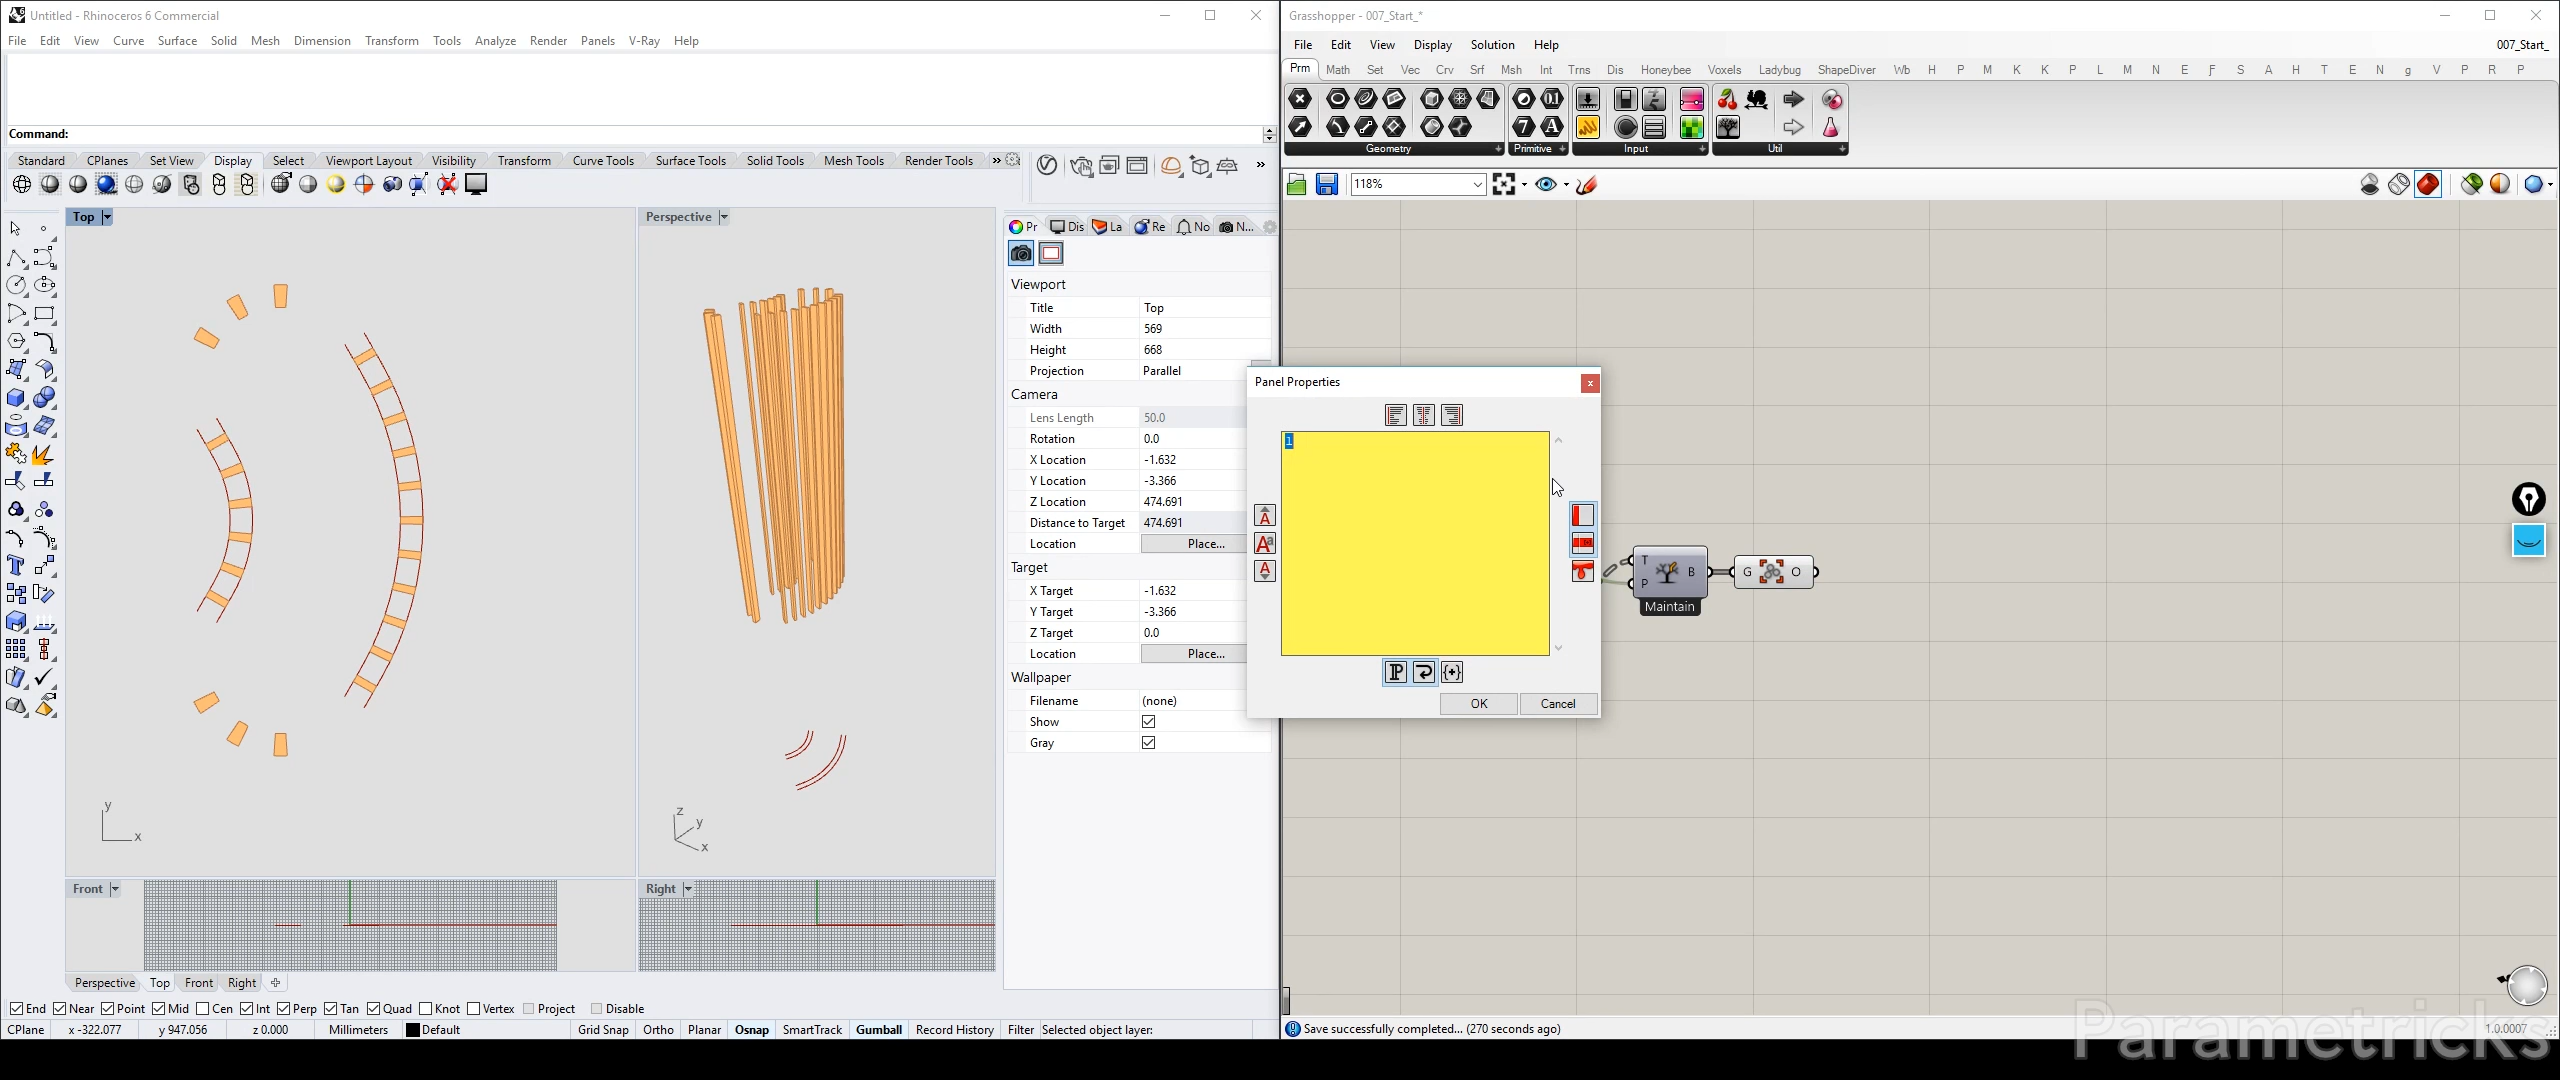 Untitled - Rhinoceros 6 Commercial
File Edit View Curve Surface Solid Mesh Dimension Transform Tools Analyze Render Panels V-Ray Help
Command:
Standard CPlanes Set View Display Select Viewport Layout Visibility Transform Curve Tools Surface Tools Solid Tools Mesh Tools Render Tools »
Top
Perspective
Pr Dis La Re No N...
Viewport
Title Top
Width 569
Height 668
Projection Parallel
Camera
Lens Length 50.0
Rotation 0.0
X Location -1.632
Y Location -3.366
Z Location 474.691
Distance to Target 474.691
Location Place...
Target
X Target -1.632
Y Target -3.366
Z Target 0.0
Location Place...
Wallpaper
Filename (none)
Show
Gray
y
x
z
y
x
Front
Right
Perspective Top Front Right
End Near Point Mid Cen Int Perp Tan Quad Knot Vertex Project Disable
CPlane x -322.077 y 947.056 z 0.000 Millimeters Default Grid Snap Ortho Planar Osnap SmartTrack Gumball Record History Filter Selected object layer:
Grasshopper - 007_Start_*
File Edit View Display Solution Help 007_Start_
Prm Math Set Vec Crv Srf Msh Int Trns Dis Honeybee Voxels Ladybug ShapeDiver Wb H P M K K P L M N E F S A H T E N g V P R P
Geometry Primitive Input Util
118%
Panel Properties
1
OK Cancel
T
P
B
Maintain
G O
Save successfully completed... (270 seconds ago)
1.0.0007
Parametricks